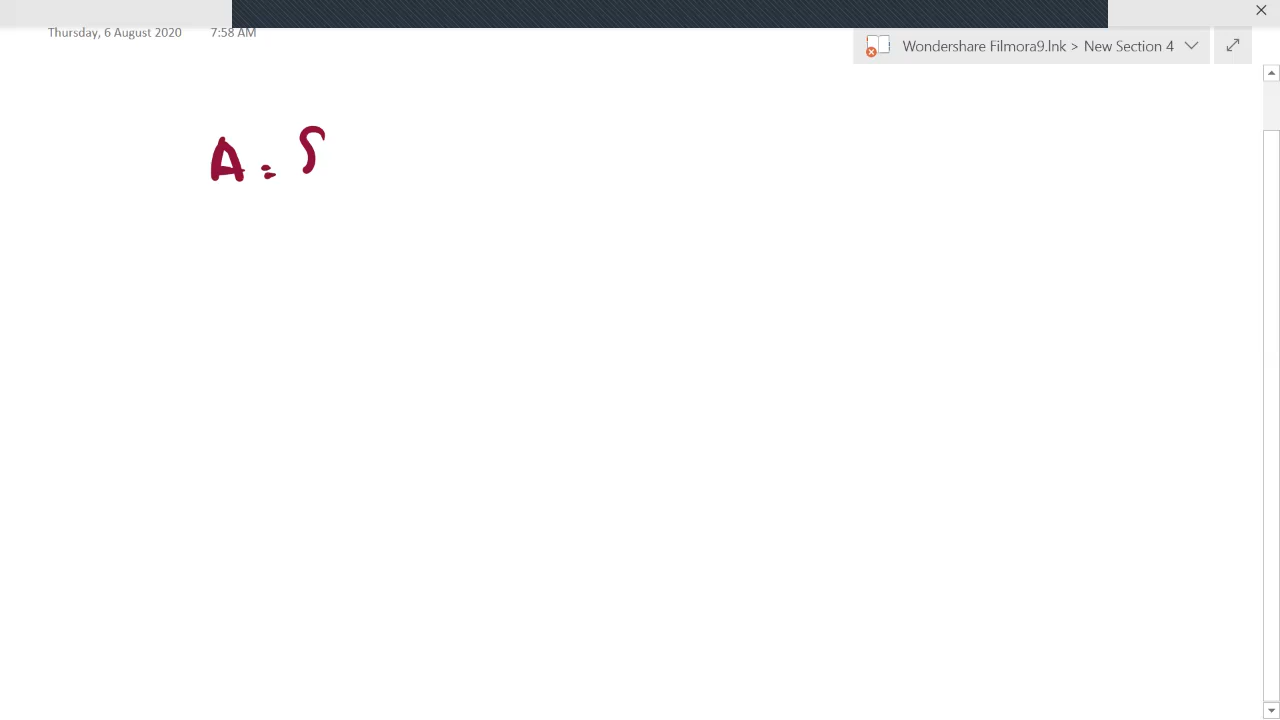 Thursday, 6 August 2020 7:58 AM
Wondershare Filmora9.lnk > New Section 4
A =